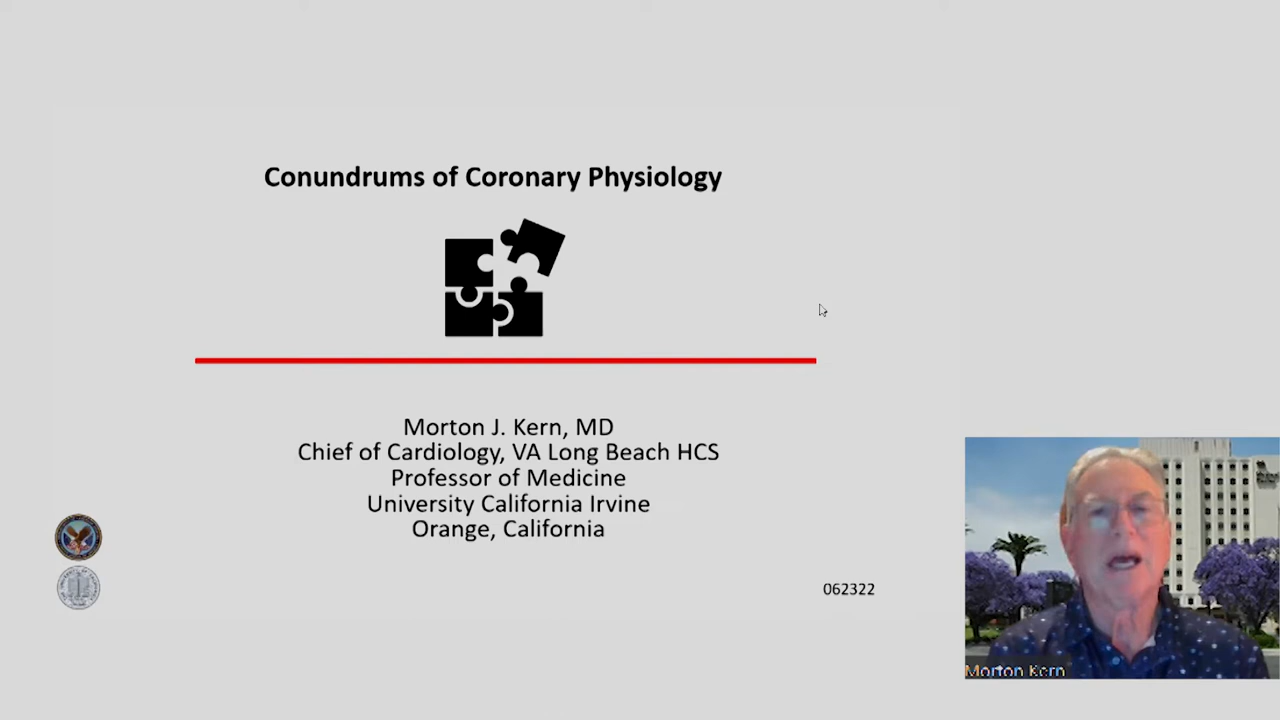 Conundrums of Coronary Physiology
Morton J. Kern, MD
Chief of Cardiology, VA Long Beach HCS
Professor of Medicine
University California Irvine
Orange, California
062322
Morton Kern